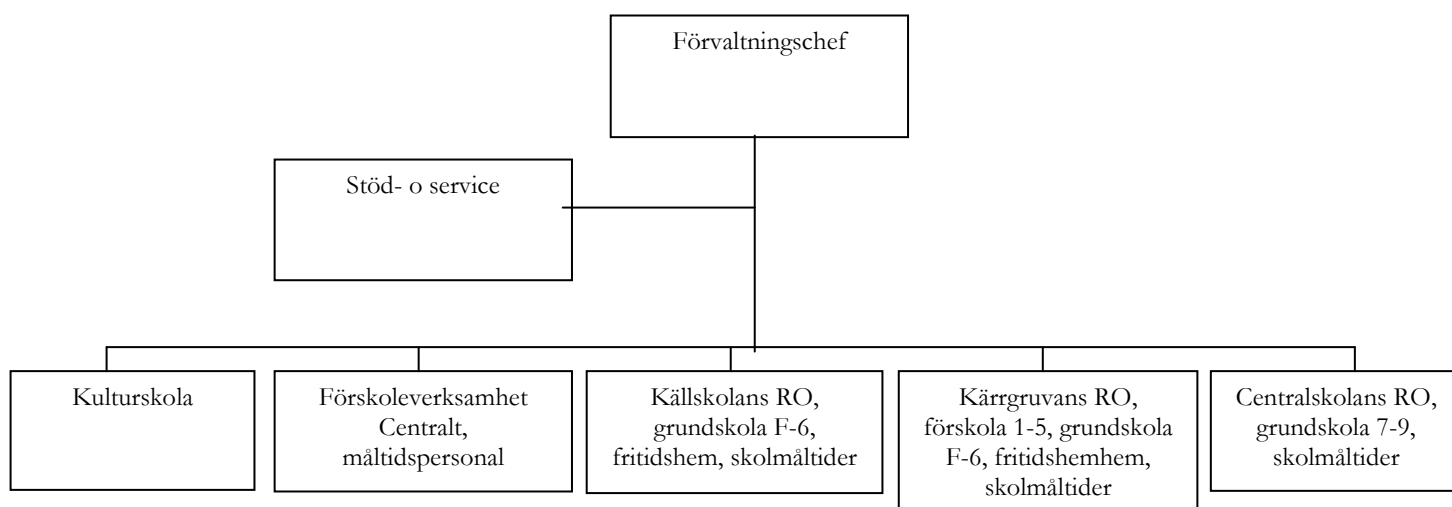 Förvaltningschef
Stöd- o service
Kulturskola
Förskoleverksamhet
Centralt,
måltidspersonal
Källskolans RO,
grundskola F-6,
fritidshem, skolmåltider
Kärrgruvans RO,
förskola 1-5, grundskola
F-6, fritidshemhem,
skolmåltider
Centralskolans RO,
grundskola 7-9,
skolmåltider